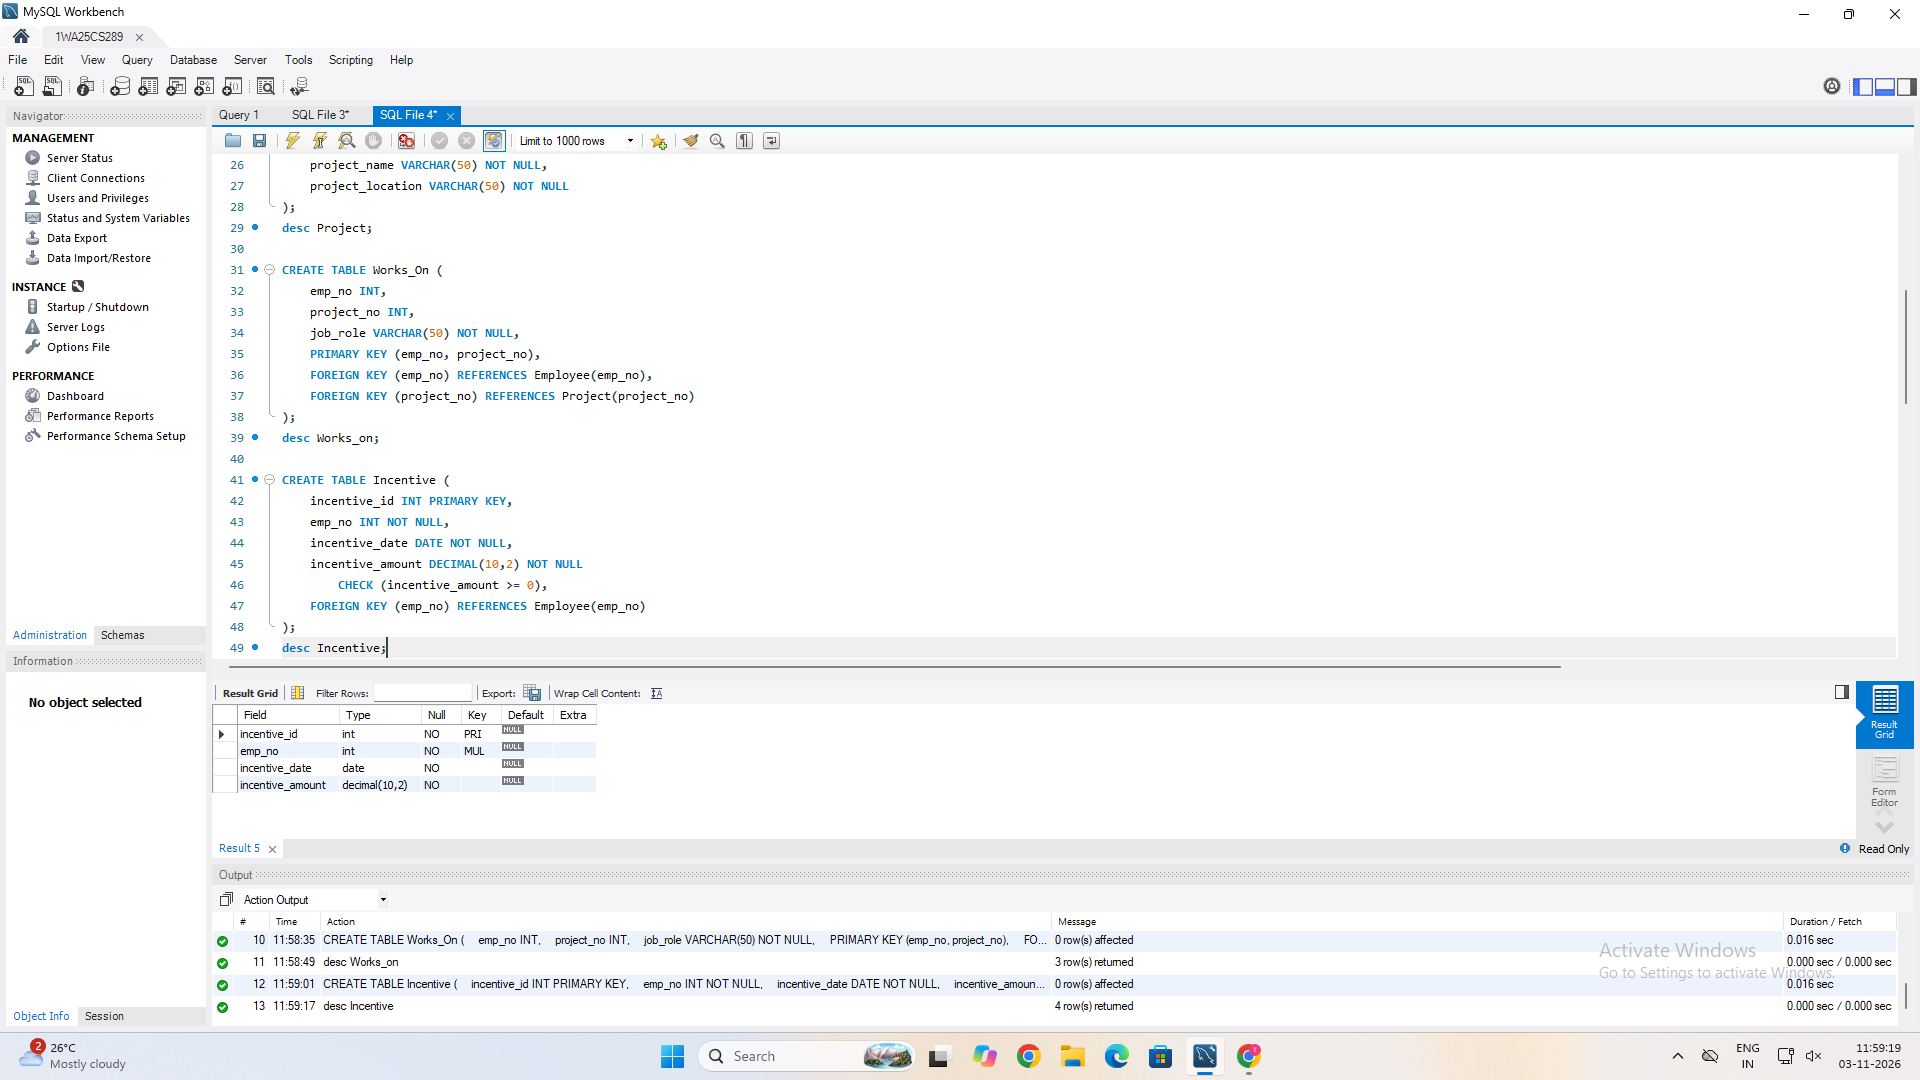 MySQL Workbench
1WA25CS289
File Edit View Query Database Server Tools Scripting Help
Navigator
MANAGEMENT
Server Status
Client Connections
Users and Privileges
Status and System Variables
Data Export
Data Import/Restore
INSTANCE
Startup / Shutdown
Server Logs
Options File
PERFORMANCE
Dashboard
Performance Reports
Performance Schema Setup
Administration Schemas
Information
No object selected
Object Info Session
Query 1 SQL File 3* SQL File 4*
Limit to 1000 rows
26 project_name VARCHAR(50) NOT NULL,
27 project_location VARCHAR(50) NOT NULL
28 );
29 desc Project;
30
31 CREATE TABLE Works_On (
32 emp_no INT,
33 project_no INT,
34 job_role VARCHAR(50) NOT NULL,
35 PRIMARY KEY (emp_no, project_no),
36 FOREIGN KEY (emp_no) REFERENCES Employee(emp_no),
37 FOREIGN KEY (project_no) REFERENCES Project(project_no)
38 );
39 desc Works_on;
40
41 CREATE TABLE Incentive (
42 incentive_id INT PRIMARY KEY,
43 emp_no INT NOT NULL,
44 incentive_date DATE NOT NULL,
45 incentive_amount DECIMAL(10,2) NOT NULL
46 CHECK (incentive_amount >= 0),
47 FOREIGN KEY (emp_no) REFERENCES Employee(emp_no)
48 );
49 desc Incentive;
Result Grid Filter Rows: Export: Wrap Cell Content:
Field Type Null Key Default Extra
incentive_id int NO PRI NULL
emp_no int NO MUL NULL
incentive_date date NO NULL
incentive_amount decimal(10,2) NO NULL
Result Grid
Form Editor
Result 5
Read Only
Output
Action Output
# Time Action Message Duration / Fetch
10 11:58:35 CREATE TABLE Works_On ( emp_no INT, project_no INT, job_role VARCHAR(50) NOT NULL, PRIMARY KEY (emp_no, project_no), FO... 0 row(s) affected 0.016 sec
11 11:58:49 desc Works_on 3 row(s) returned 0.000 sec / 0.000 sec
12 11:59:01 CREATE TABLE Incentive ( incentive_id INT PRIMARY KEY, emp_no INT NOT NULL, incentive_date DATE NOT NULL, incentive_amoun... 0 row(s) affected 0.016 sec
13 11:59:17 desc Incentive 4 row(s) returned 0.000 sec / 0.000 sec
Activate Windows
Go to Settings to activate Windows.
2
26°C
Mostly cloudy
Search
ENG
IN
11:59:19
03-11-2026